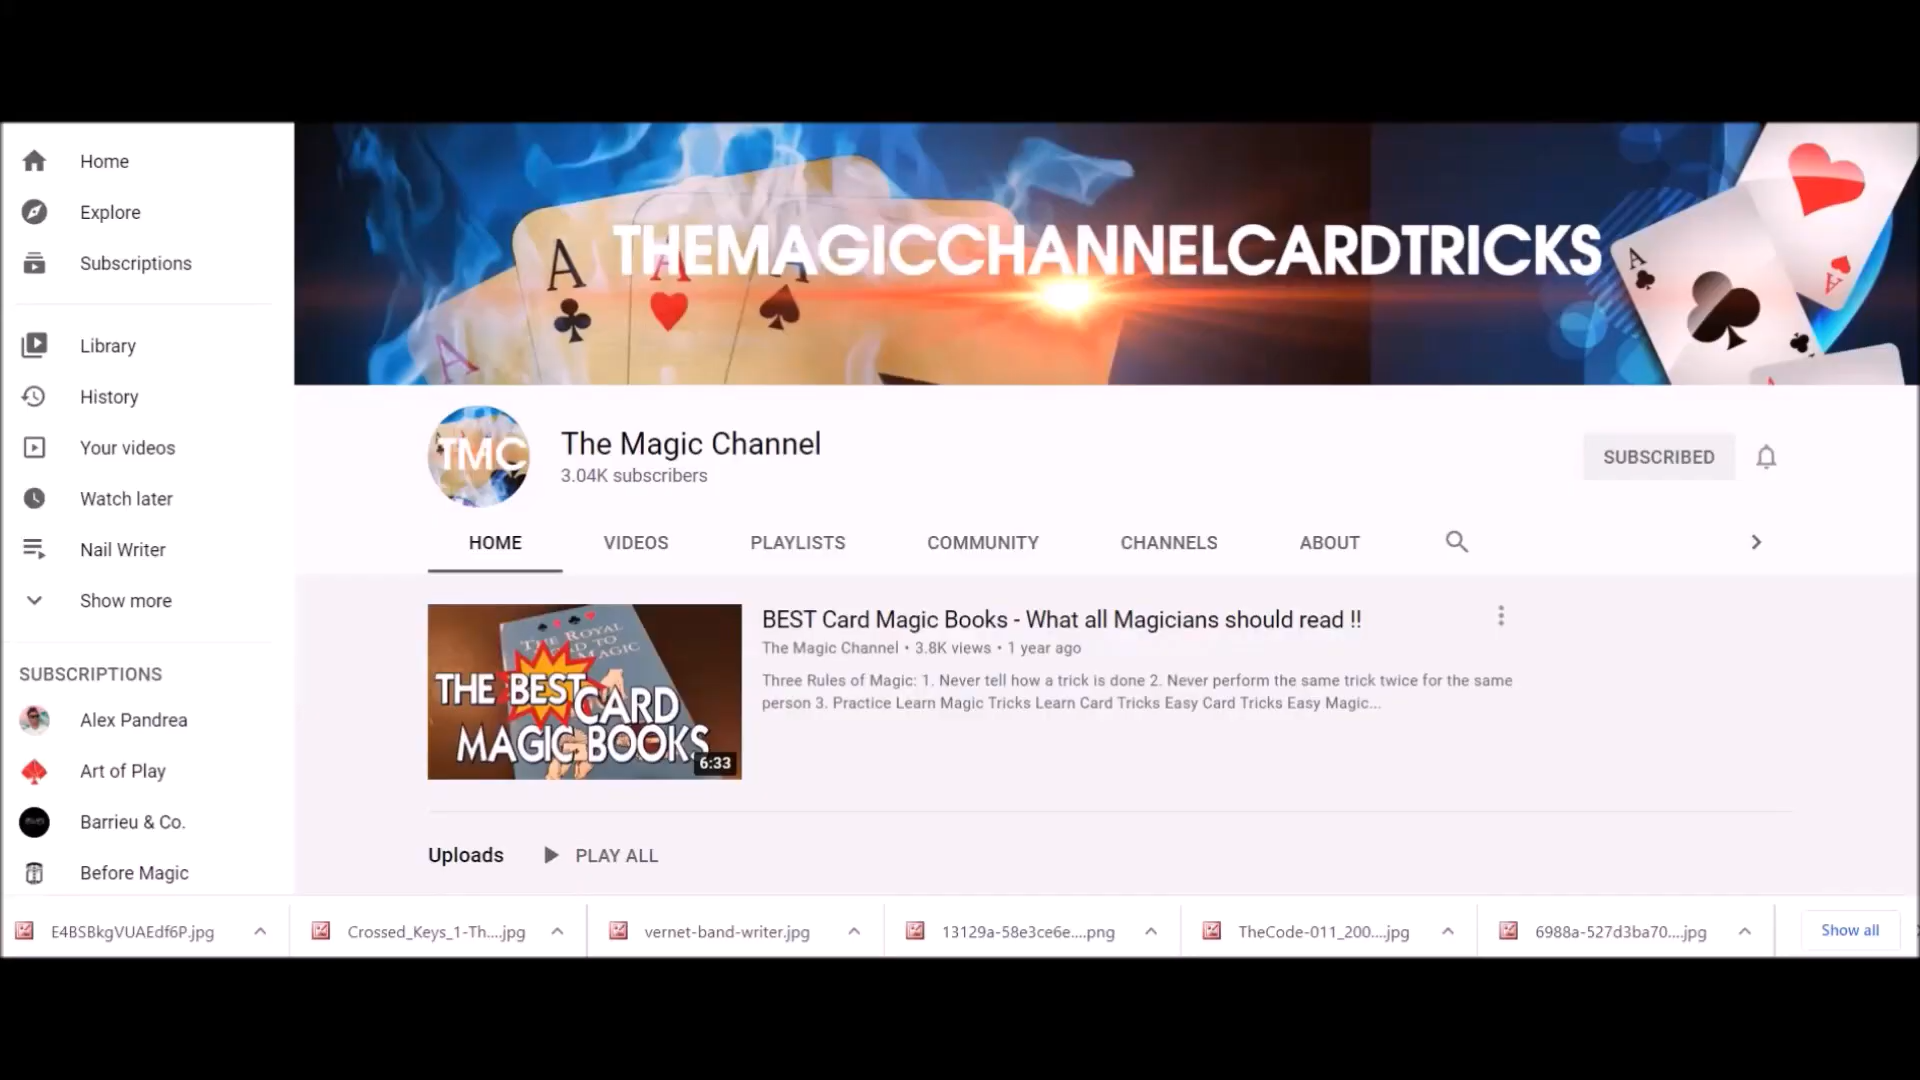 Home
Explore
Subscriptions
Library
History
Your videos
Watch later
Nail Writer
Show more
SUBSCRIPTIONS
Alex Pandrea
Art of Play
Barrieu & Co.
Before Magic
A A A A
THEMAGICCHANNELCARDTRICKS
A A
TMC
The Magic Channel
3.04K subscribers
SUBSCRIBED
HOME VIDEOS PLAYLISTS COMMUNITY CHANNELS ABOUT
THE ROYAL
ROAD TO
MAGIC
THE BEST
CARD
MAGIC BOOKS
6:33
BEST Card Magic Books - What all Magicians should read !!
The Magic Channel • 3.8K views • 1 year ago
Three Rules of Magic: 1. Never tell how a trick is done 2. Never perform the same trick twice for the same
person 3. Practice Learn Magic Tricks Learn Card Tricks Easy Card Tricks Easy Magic...
Uploads PLAY ALL
E4BSBkgVUAEdf6P.jpg Crossed_Keys_1-Th....jpg vernet-band-writer.jpg 13129a-58e3ce6e....png TheCode-011_200....jpg 6988a-527d3ba70....jpg Show all